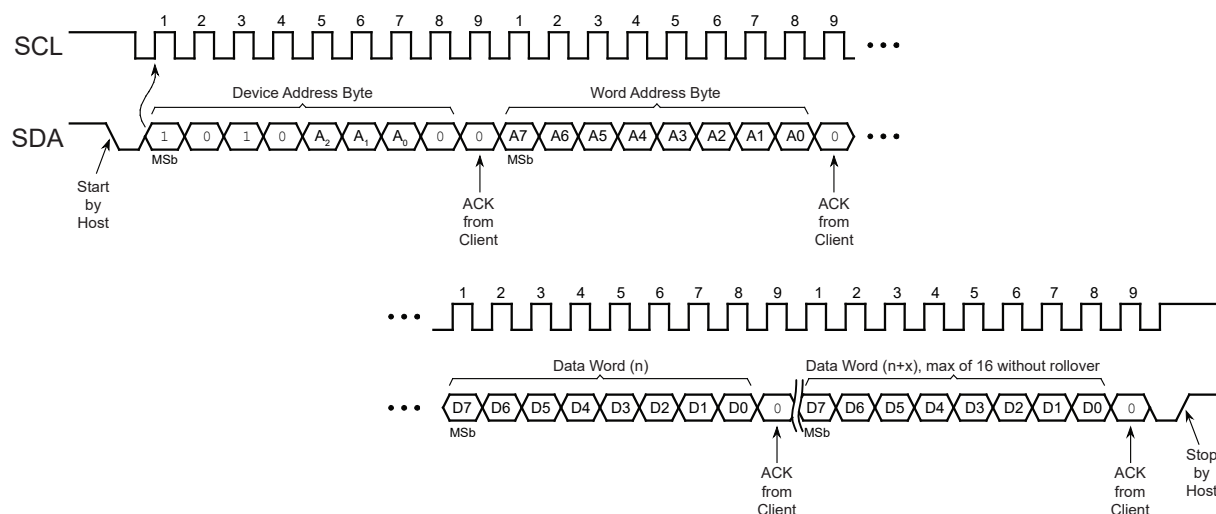 1 2 3 4 5 6 7 8 9 1 2 3 4 5 6 7 8 9
SCL
Device Address Byte Word Address Byte
SDA 1 0 1 0 A2 A1 A0 0 0 A7 A6 A5 A4 A3 A2 A1 A0 0
MSb MSb
Start
by
Host
ACK
from
Client
ACK
from
Client
1 2 3 4 5 6 7 8 9 1 2 3 4 5 6 7 8 9
Data Word (n) Data Word (n+x), max of 16 without rollover
D7 D6 D5 D4 D3 D2 D1 D0 0 D7 D6 D5 D4 D3 D2 D1 D0 0
MSb MSb
ACK
from
Client
ACK
from
Client
Stop
by
Host